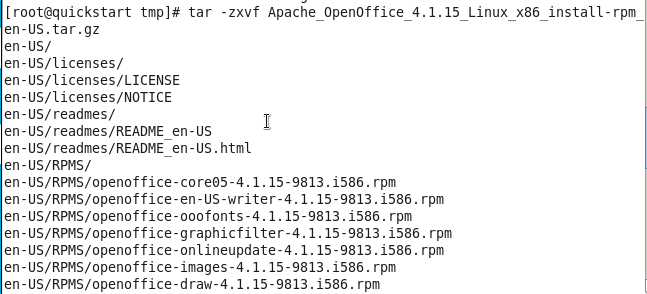 [root@quickstart tmp]# tar -zxvf Apache_OpenOffice_4.1.15_Linux_x86_install-rpm_
en-US.tar.gz
en-US/
en-US/licenses/
en-US/licenses/LICENSE
en-US/licenses/NOTICE
en-US/readmes/
en-US/readmes/README_en-US
en-US/readmes/README_en-US.html
en-US/RPMS/
en-US/RPMS/openoffice-core05-4.1.15-9813.i586.rpm
en-US/RPMS/openoffice-en-US-writer-4.1.15-9813.i586.rpm
en-US/RPMS/openoffice-ooofonts-4.1.15-9813.i586.rpm
en-US/RPMS/openoffice-graphicfilter-4.1.15-9813.i586.rpm
en-US/RPMS/openoffice-onlineupdate-4.1.15-9813.i586.rpm
en-US/RPMS/openoffice-images-4.1.15-9813.i586.rpm
en-US/RPMS/openoffice-draw-4.1.15-9813.i586.rpm